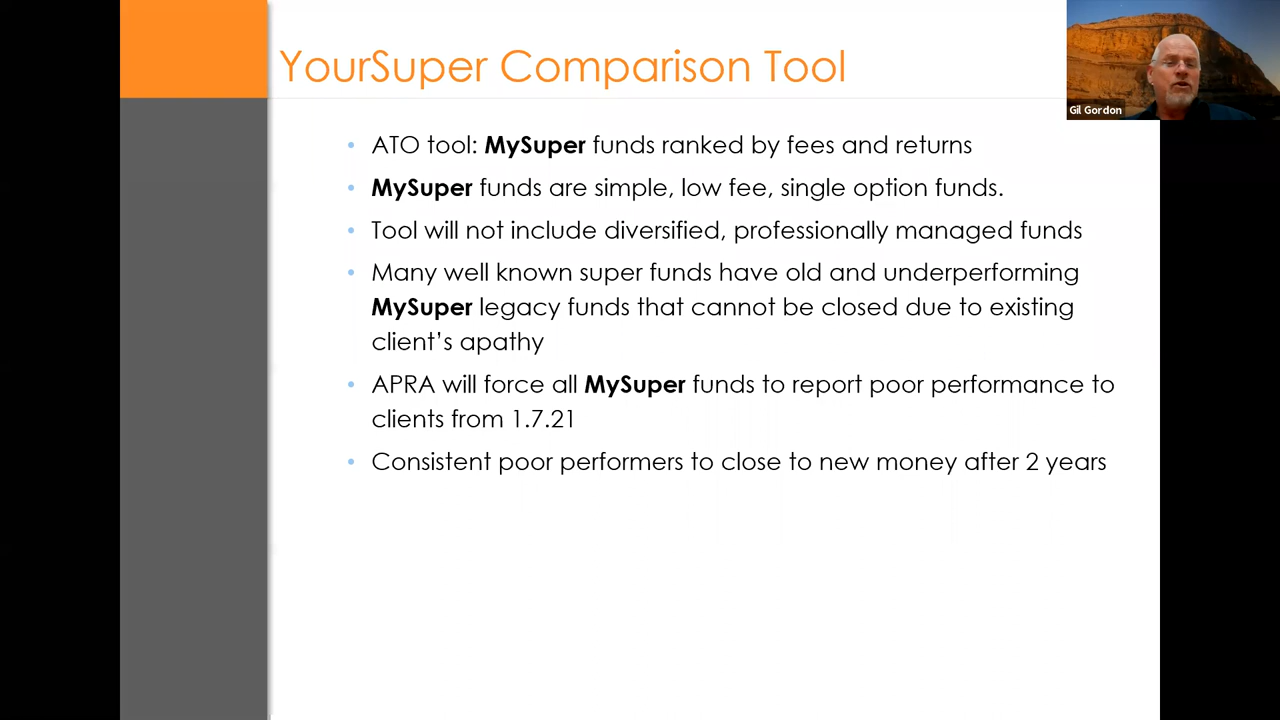 YourSuper Comparison Tool
Gil Gordon
• ATO tool: MySuper funds ranked by fees and returns
• MySuper funds are simple, low fee, single option funds.
• Tool will not include diversified, professionally managed funds
• Many well known super funds have old and underperforming
MySuper legacy funds that cannot be closed due to existing
client’s apathy
• APRA will force all MySuper funds to report poor performance to
clients from 1.7.21
• Consistent poor performers to close to new money after 2 years